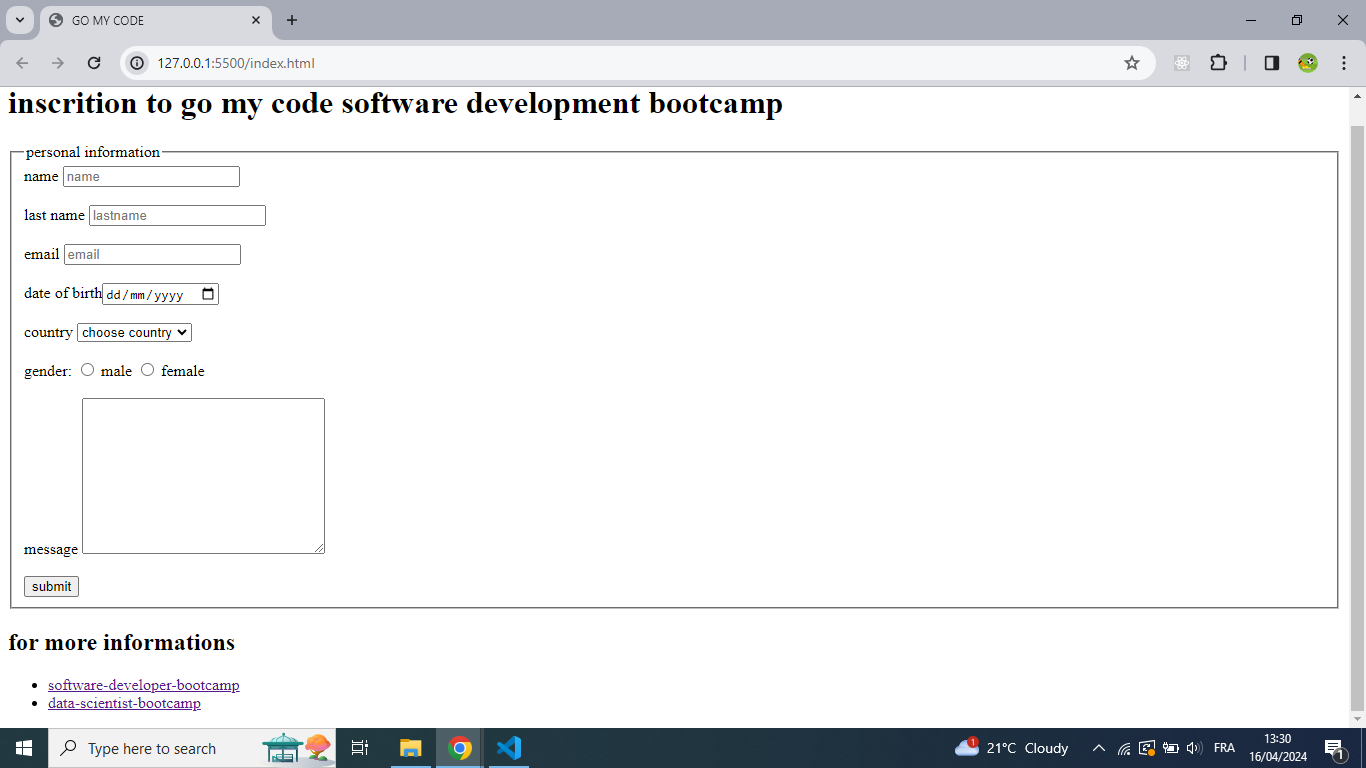 GO MY CODE
127.0.0.1:5500/index.html
inscrition to go my code software development bootcamp
personal information
name name
last name lastname
email email
date of birth dd/mm/yyyy
country choose country
gender: male female
message
submit
for more informations
software-developer-bootcamp
data-scientist-bootcamp
Type here to search
1
21°C Cloudy
FRA
13:30
16/04/2024
1